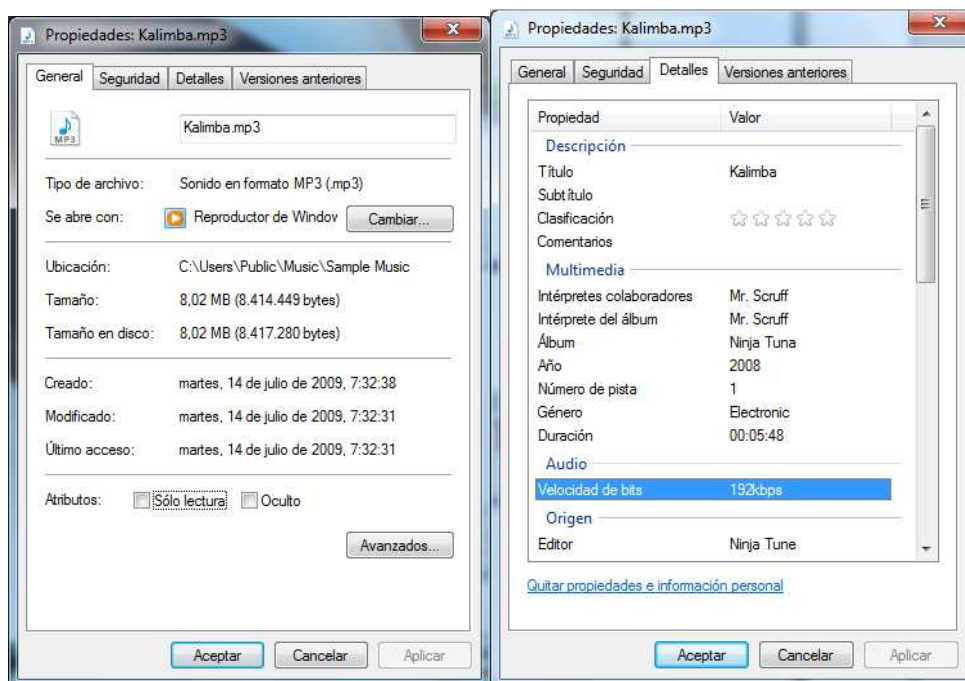 Propiedades: Kalimba.mp3
General Seguridad Detalles Versiones anteriores
MP3
Kalimba.mp3
Tipo de archivo: Sonido en formato MP3 (.mp3)
Se abre con: Reproductor de Window Cambiar...
Ubicación: C:\Users\Public\Music\Sample Music
Tamaño: 8,02 MB (8.414.449 bytes)
Tamaño en disco: 8,02 MB (8.417.280 bytes)
Creado: martes, 14 de julio de 2009, 7:32:38
Modificado: martes, 14 de julio de 2009, 7:32:31
Último acceso: martes, 14 de julio de 2009, 7:32:31
Atributos: Sólo lectura Oculto
Avanzados...
Aceptar Cancelar Aplicar
Propiedades: Kalimba.mp3
General Seguridad Detalles Versiones anteriores
Propiedad Valor
Descripción
Título Kalimba
Subtítulo
Clasificación
Comentarios
Multimedia
Intérpretes colaboradores Mr. Scruff
Intérprete del álbum Mr. Scruff
Álbum Ninja Tuna
Año 2008
Número de pista 1
Género Electronic
Duración 00:05:48
Audio
Velocidad de bits 192kbps
Origen
Editor Ninja Tune
Quitar propiedades e información personal
Aceptar Cancelar Aplicar